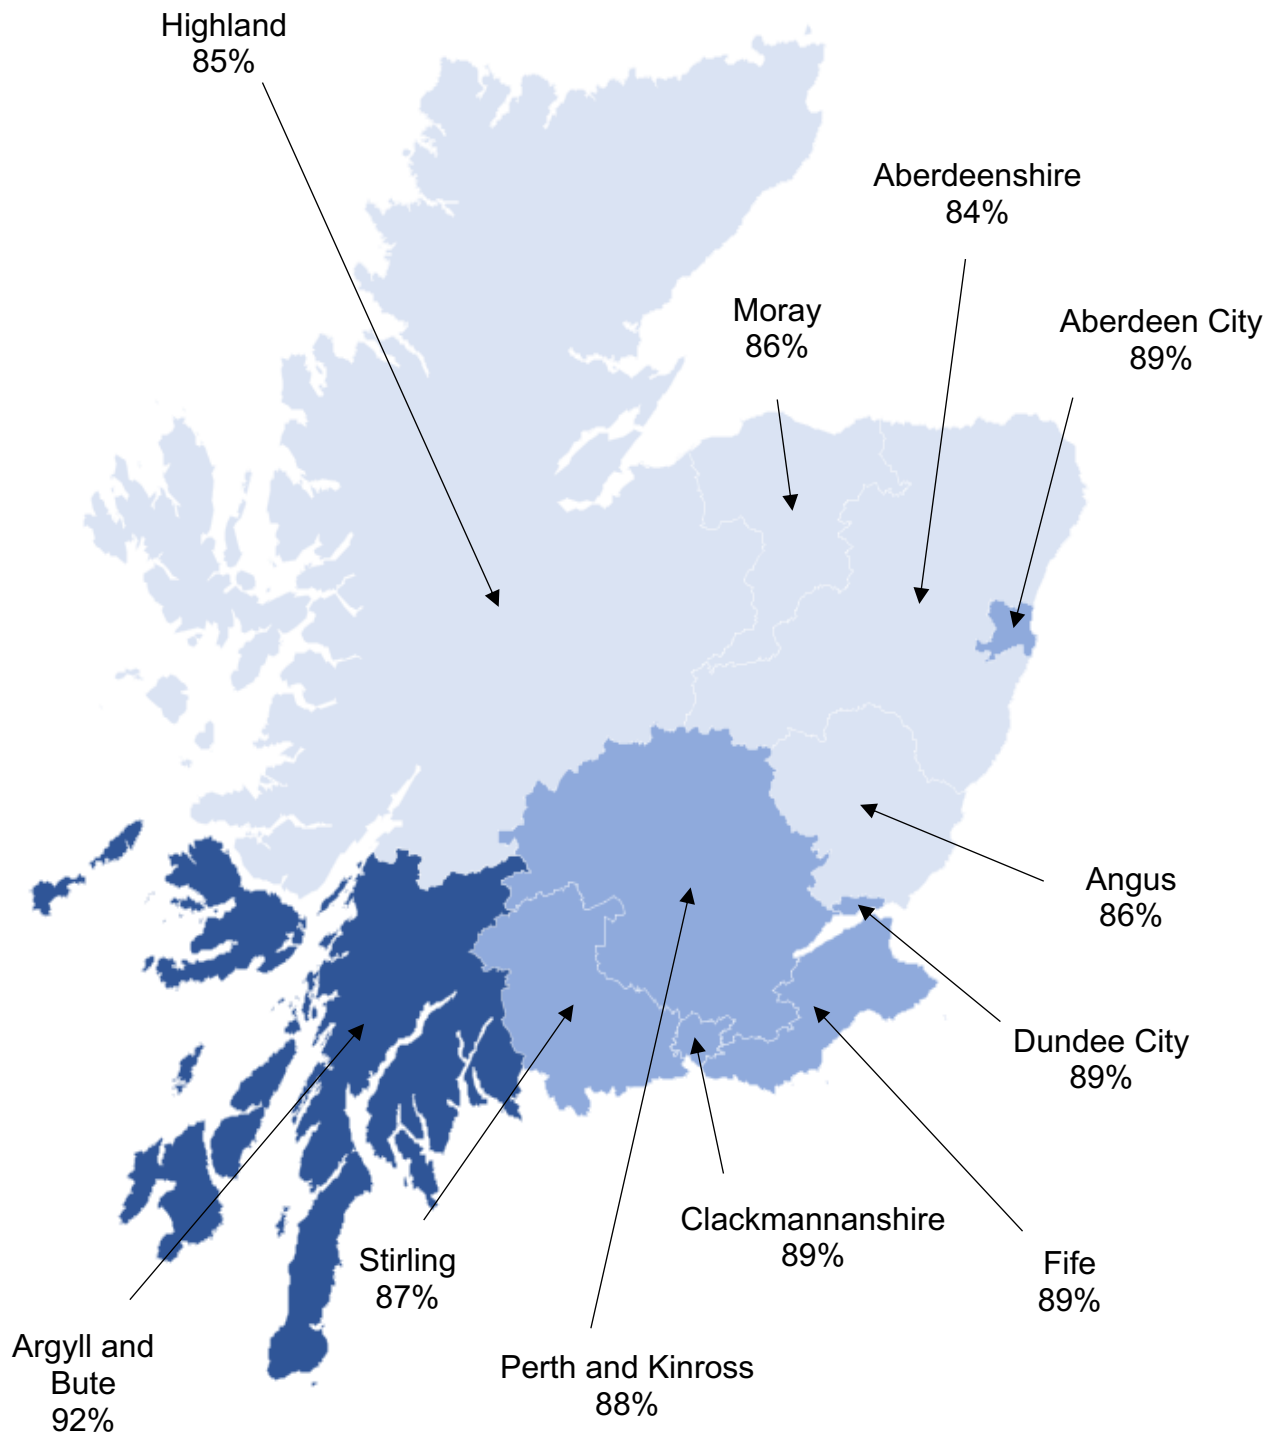 Highland
85%
Aberdeenshire
84%
Moray
86%
Aberdeen City
89%
Angus
86%
Dundee City
89%
Clackmannanshire
89%
Fife
89%
Stirling
87%
Argyll and
Bute
92%
Perth and Kinross
88%